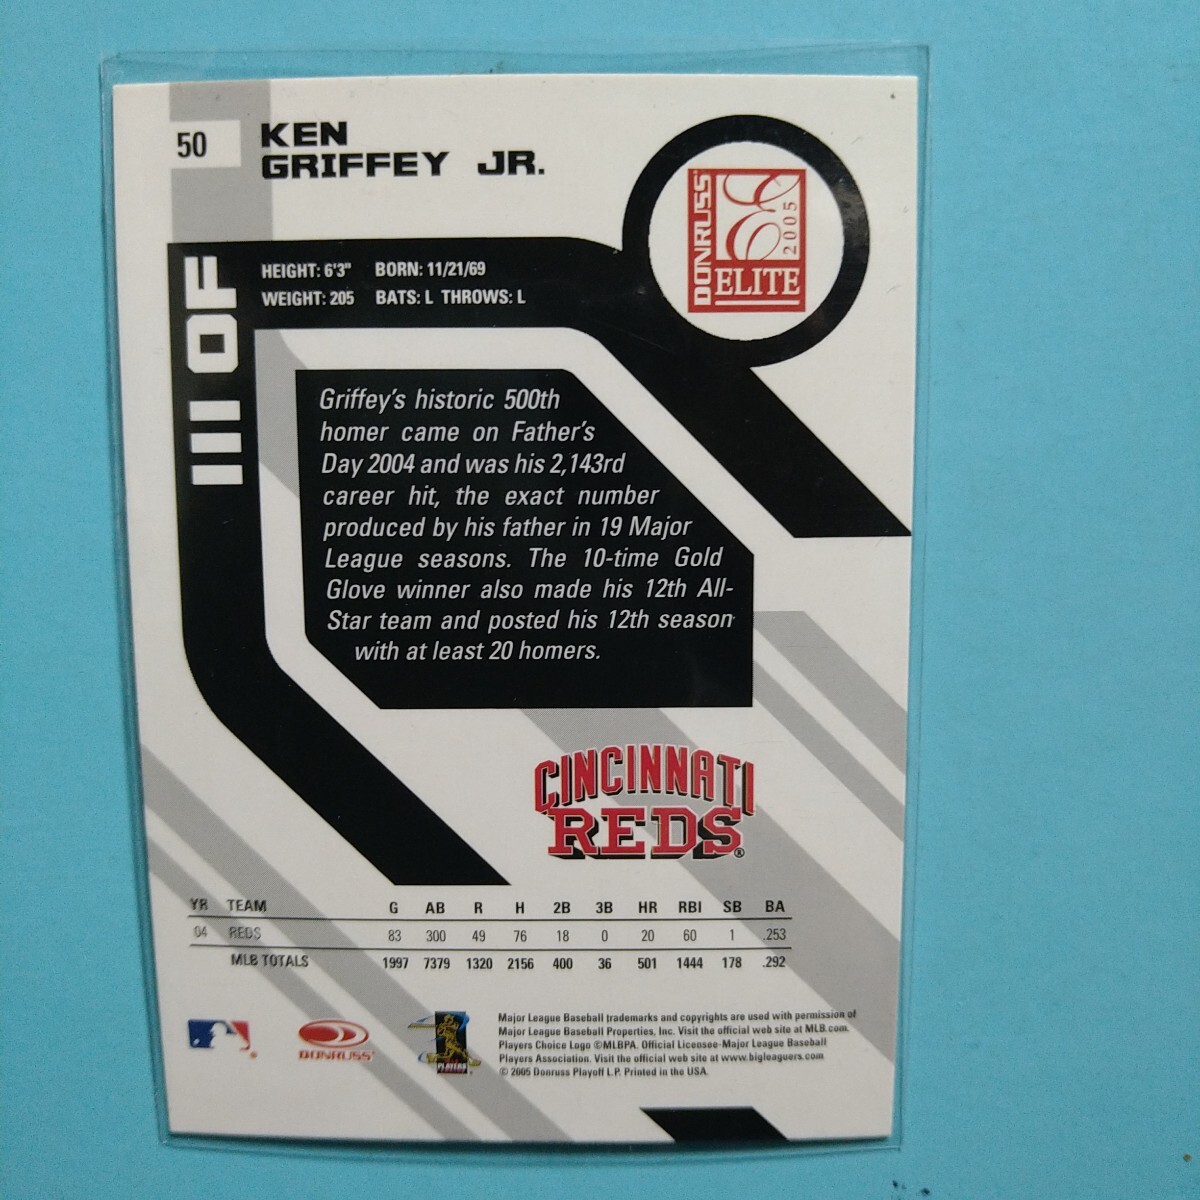 50
KEN
GRIFFEY JR.
DONRUSS
E
2005
ELITE
HEIGHT: 6'3" BORN: 11/21/69
WEIGHT: 205 BATS: L THROWS: L
OF
Griffey's historic 500th
homer came on Father's
Day 2004 and was his 2,143rd
career hit, the exact number
produced by his father in 19 Major
League seasons. The 10-time Gold
Glove winner also made his 12th All-
Star team and posted his 12th season
with at least 20 homers.
CINCINNATI
REDS®
YR TEAM G AB R H 2B 3B HR RBI SB BA
04 REDS 83 300 49 76 18 0 20 60 1 .253
MLB TOTALS 1997 7379 1320 2156 400 36 501 1444 178 .292
DONRUSS
PLAYERS
Major League Baseball trademarks and copyrights are used with permission of
Major League Baseball Properties, Inc. Visit the official web site at MLB.com.
Players Choice Logo ©MLBPA. Official Licensee-Major League Baseball
Players Association. Visit the official web site at www.bigleaguers.com
© 2005 Donruss Playoff L.P. Printed in the USA.